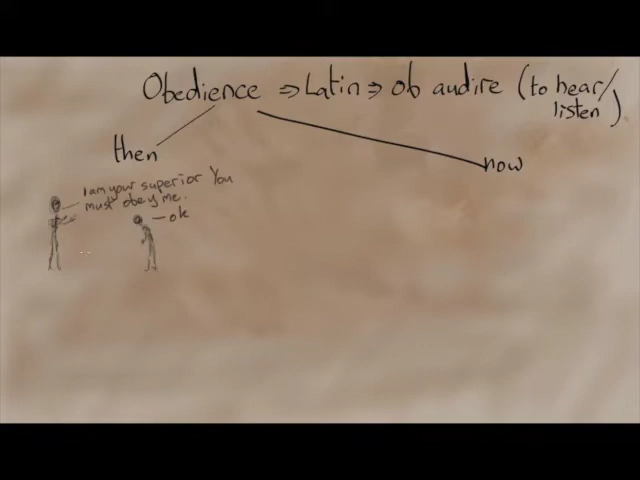 Obedience ⇒ Latin ⇒ ob audire (to hear/
listen)
then
now
I am your superior You
must obey me.
ok